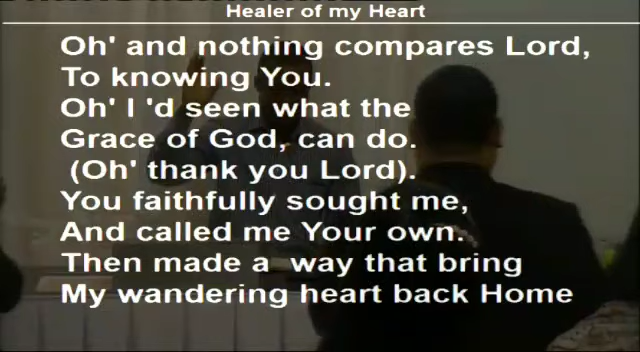 Healer of my Heart
Oh' and nothing compares Lord,
To knowing You.
Oh' I 'd seen what the
Grace of God, can do.
(Oh' thank you Lord).
You faithfully sought me,
And called me Your own.
Then made a  way that bring
My wandering heart back Home